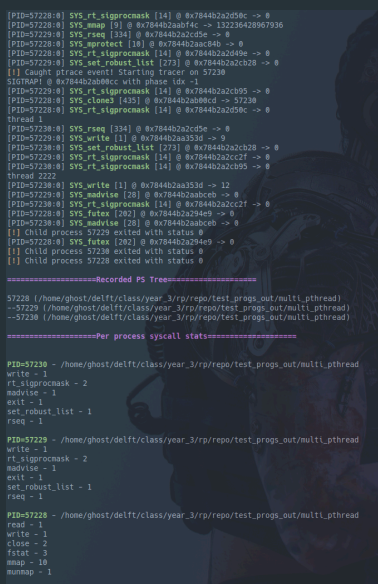 [PID=57228:0] SYS_rt_sigprocmask [14] @ 0x7844b2a2d50c -> 0
[PID=57228:0] SYS_mmap [9] @ 0x7844b2aabf4c -> 132236428967936
[PID=57228:0] SYS_rseq [334] @ 0x7844b2a2cd5e -> 0
[PID=57228:0] SYS_mprotect [10] @ 0x7844b2aac84b -> 0
[PID=57228:0] SYS_rt_sigprocmask [14] @ 0x7844b2a2d49e -> 0
[PID=57229:0] SYS_set_robust_list [273] @ 0x7844b2a2cb28 -> 0
[!] Caught ptrace event! Starting tracer on 57230
SIGTRAP! @ 0x7844b2ab00cc with phase idx -1
[PID=57229:0] SYS_rt_sigprocmask [14] @ 0x7844b2a2cb95 -> 0
[PID=57228:0] SYS_clone3 [435] @ 0x7844b2ab00cd -> 57230
[PID=57228:0] SYS_rt_sigprocmask [14] @ 0x7844b2a2d50c -> 0
thread 1
[PID=57230:0] SYS_rseq [334] @ 0x7844b2a2cd5e -> 0
[PID=57229:0] SYS_write [1] @ 0x7844b2aa353d -> 9
[PID=57230:0] SYS_set_robust_list [273] @ 0x7844b2a2cb28 -> 0
[PID=57229:0] SYS_rt_sigprocmask [14] @ 0x7844b2a2cc2f -> 0
[PID=57230:0] SYS_rt_sigprocmask [14] @ 0x7844b2a2cb95 -> 0
thread 2222
[PID=57230:0] SYS_write [1] @ 0x7844b2aa353d -> 12
[PID=57229:0] SYS_madvise [28] @ 0x7844b2aabceb -> 0
[PID=57230:0] SYS_rt_sigprocmask [14] @ 0x7844b2a2cc2f -> 0
[PID=57228:0] SYS_futex [202] @ 0x7844b2a294e9 -> 0
[PID=57230:0] SYS_madvise [28] @ 0x7844b2aabceb -> 0
[!] Child process 57229 exited with status 0
[PID=57228:0] SYS_futex [202] @ 0x7844b2a294e9 -> 0
[!] Child process 57230 exited with status 0
[!] Child process 57228 exited with status 0
====================Recorded PS Tree====================
57228 (/home/ghost/delft/class/year_3/rp/repo/test_progs_out/multi_pthread)
--57229 (/home/ghost/delft/class/year_3/rp/repo/test_progs_out/multi_pthread)
--57230 (/home/ghost/delft/class/year_3/rp/repo/test_progs_out/multi_pthread)
====================Per process syscall stats====================
PID=57230 - /home/ghost/delft/class/year_3/rp/repo/test_progs_out/multi_pthread
write - 1
rt_sigprocmask - 2
madvise - 1
exit - 1
set_robust_list - 1
rseq - 1
PID=57229 - /home/ghost/delft/class/year_3/rp/repo/test_progs_out/multi_pthread
write - 1
rt_sigprocmask - 2
madvise - 1
exit - 1
set_robust_list - 1
rseq - 1
PID=57228 - /home/ghost/delft/class/year_3/rp/repo/test_progs_out/multi_pthread
read - 1
write - 1
close - 2
fstat - 3
mmap - 10
munmap - 1